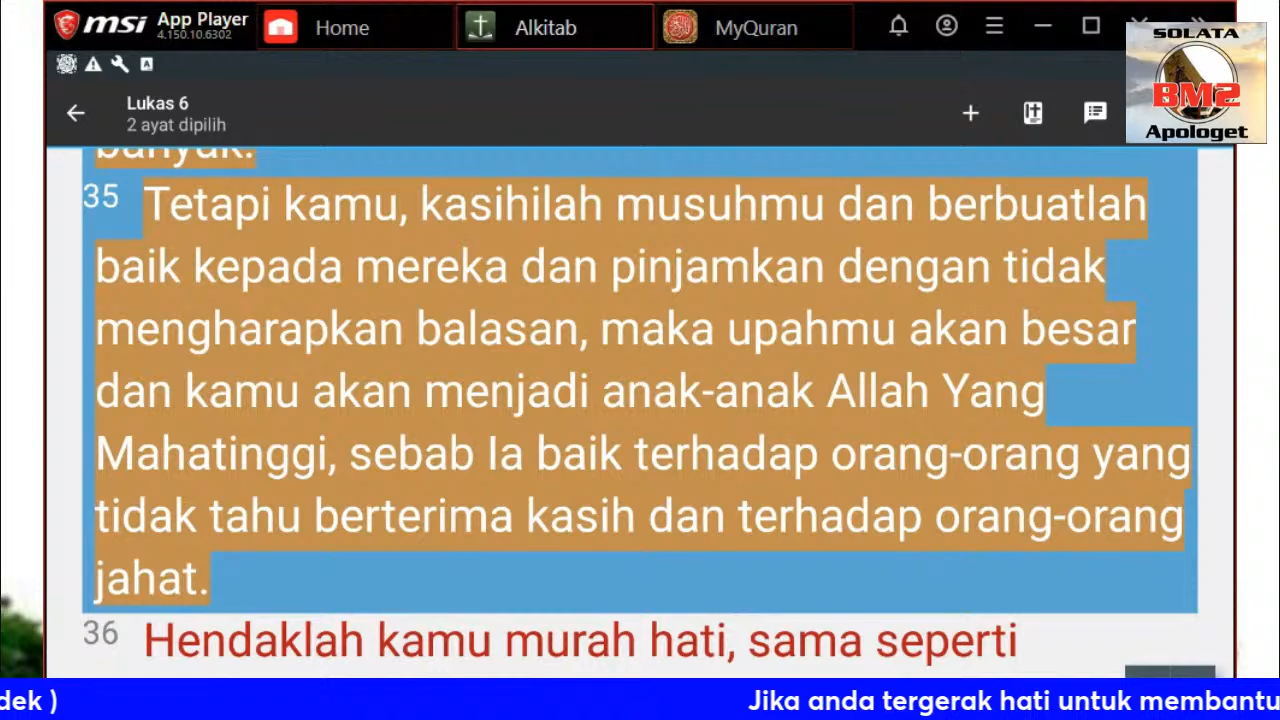 msi App Player
4.150.10.6302
Home
Alkitab
MyQuran
SOLATA
BM2
Apologet
Lukas 6
2 ayat dipilih
banyak.
35 Tetapi kamu, kasihilah musuhmu dan berbuatlah
baik kepada mereka dan pinjamkan dengan tidak
mengharapkan balasan, maka upahmu akan besar
dan kamu akan menjadi anak-anak Allah Yang
Mahatinggi, sebab Ia baik terhadap orang-orang yang
tidak tahu berterima kasih dan terhadap orang-orang
jahat.
36 Hendaklah kamu murah hati, sama seperti
dek )
Jika anda tergerak hati untuk membantu